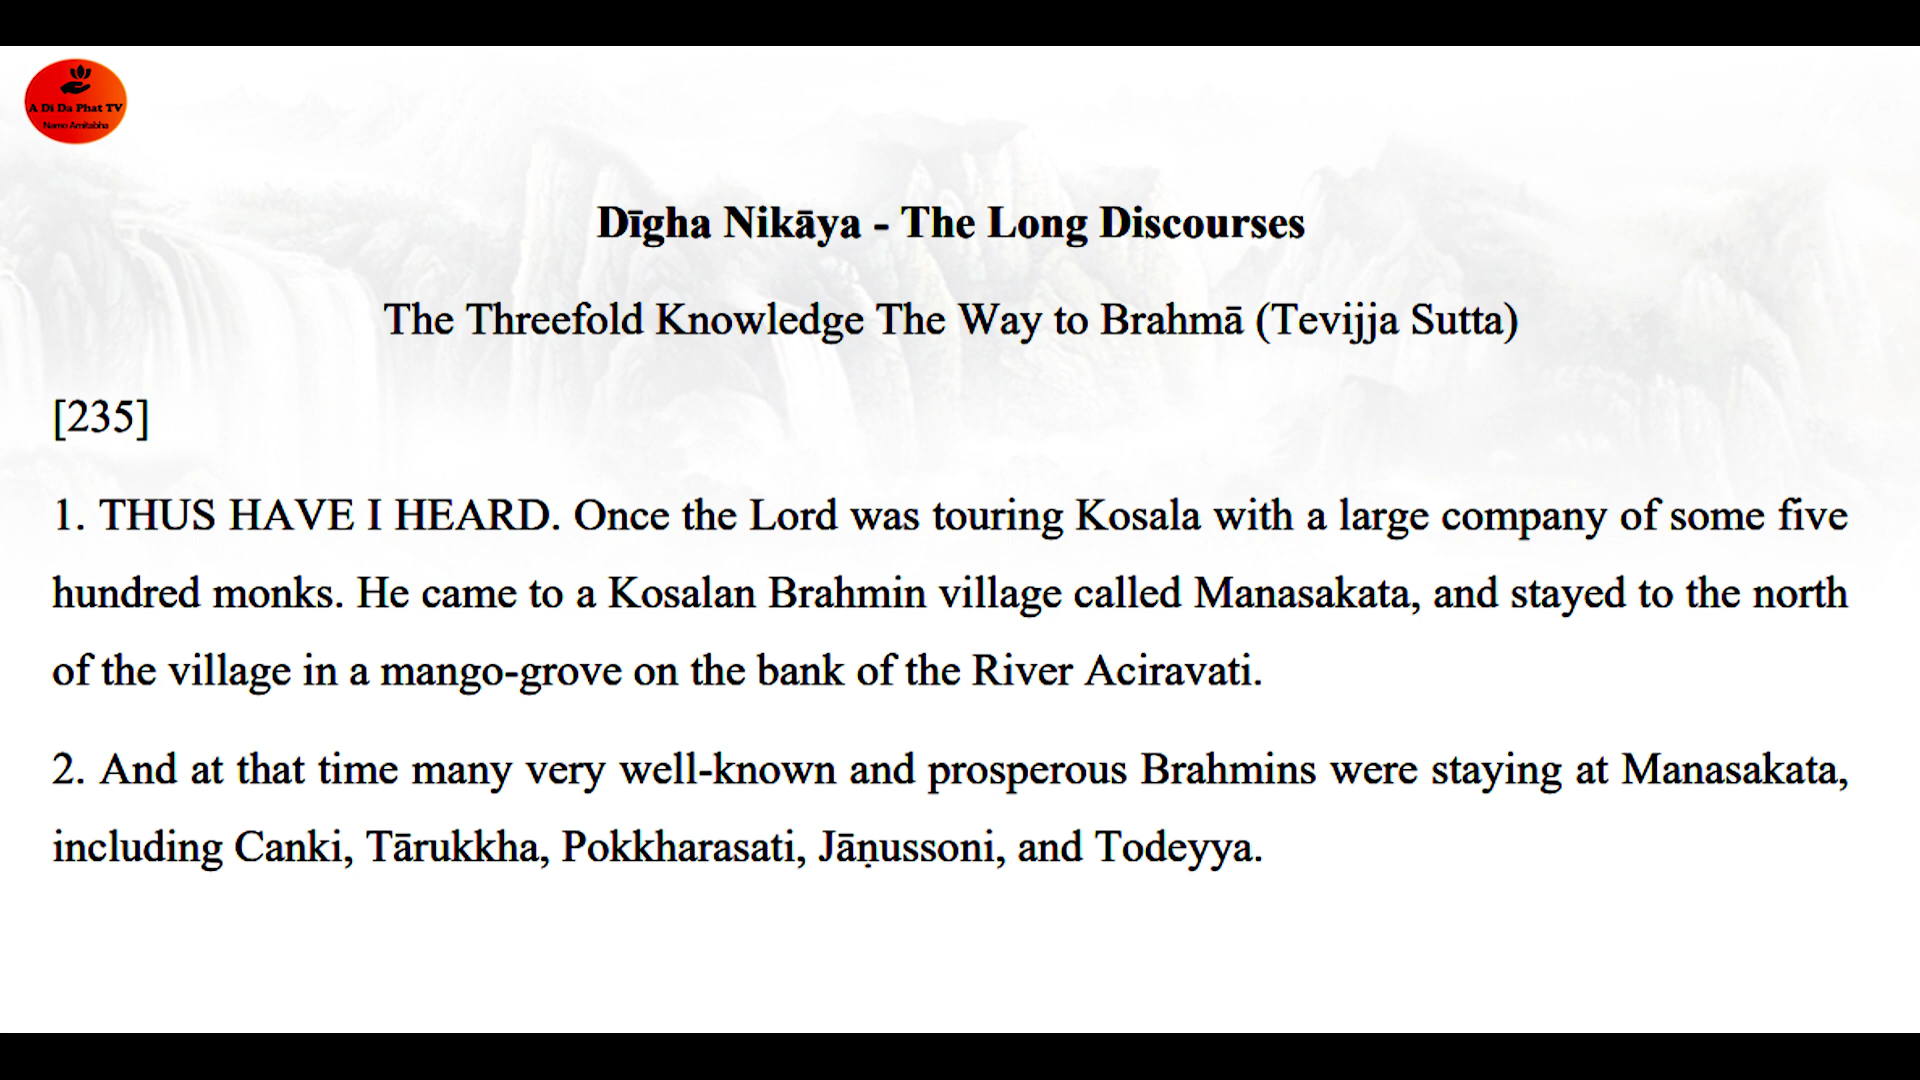 A Di Da Phat TV
Namo Amitabha
Dīgha Nikāya - The Long Discourses
The Threefold Knowledge The Way to Brahmā (Tevijja Sutta)
[235]
1. THUS HAVE I HEARD. Once the Lord was touring Kosala with a large company of some five
hundred monks. He came to a Kosalan Brahmin village called Manasakata, and stayed to the north
of the village in a mango-grove on the bank of the River Aciravati.
2. And at that time many very well-known and prosperous Brahmins were staying at Manasakata,
including Canki, Tārukkha, Pokkharasati, Jāṇussoni, and Todeyya.